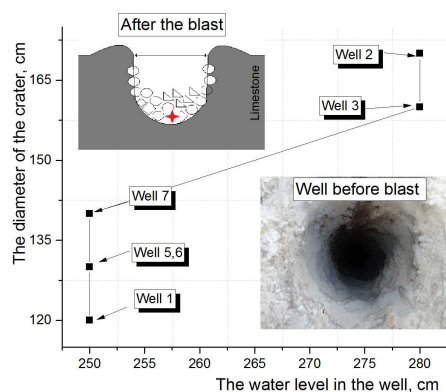 After the blast
Limestone
Well 2
Well 3
Well 7
Well before blast
Well 5,6
Well 1
The diameter of the crater, cm
165
150
135
120
250
255
260
265
270
275
280
The water level in the well, cm